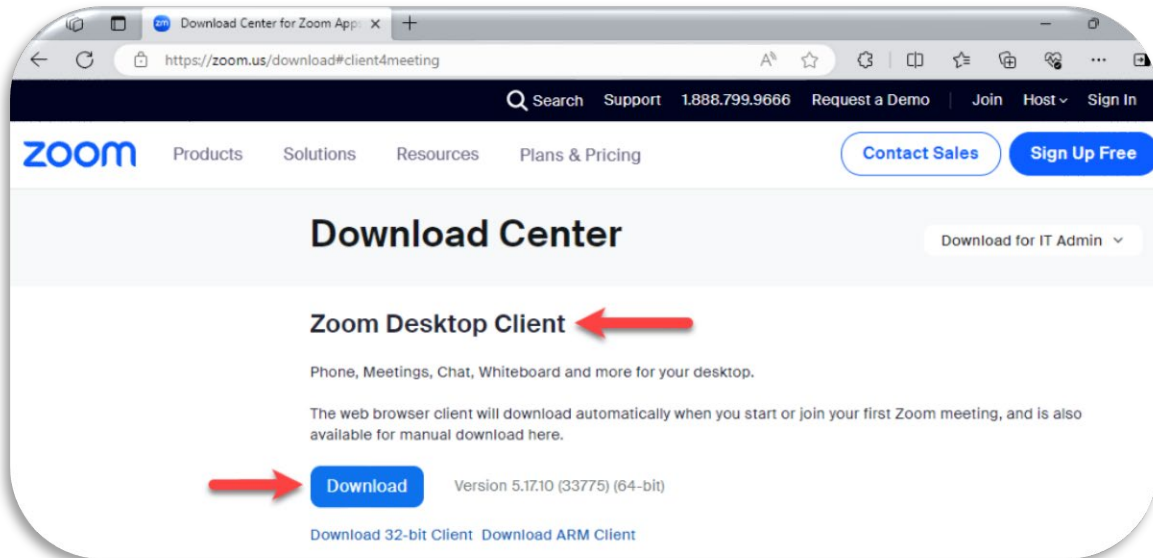 Download Center for Zoom Apps
https://zoom.us/download#client4meeting
Search Support 1.888.799.9666 Request a Demo Join Host Sign In
zoom Products Solutions Resources Plans & Pricing Contact Sales Sign Up Free
Download Center
Download for IT Admin
Zoom Desktop Client
Phone, Meetings, Chat, Whiteboard and more for your desktop.
The web browser client will download automatically when you start or join your first Zoom meeting, and is also
available for manual download here.
Download Version 5.17.10 (33775) (64-bit)
Download 32-bit Client Download ARM Client